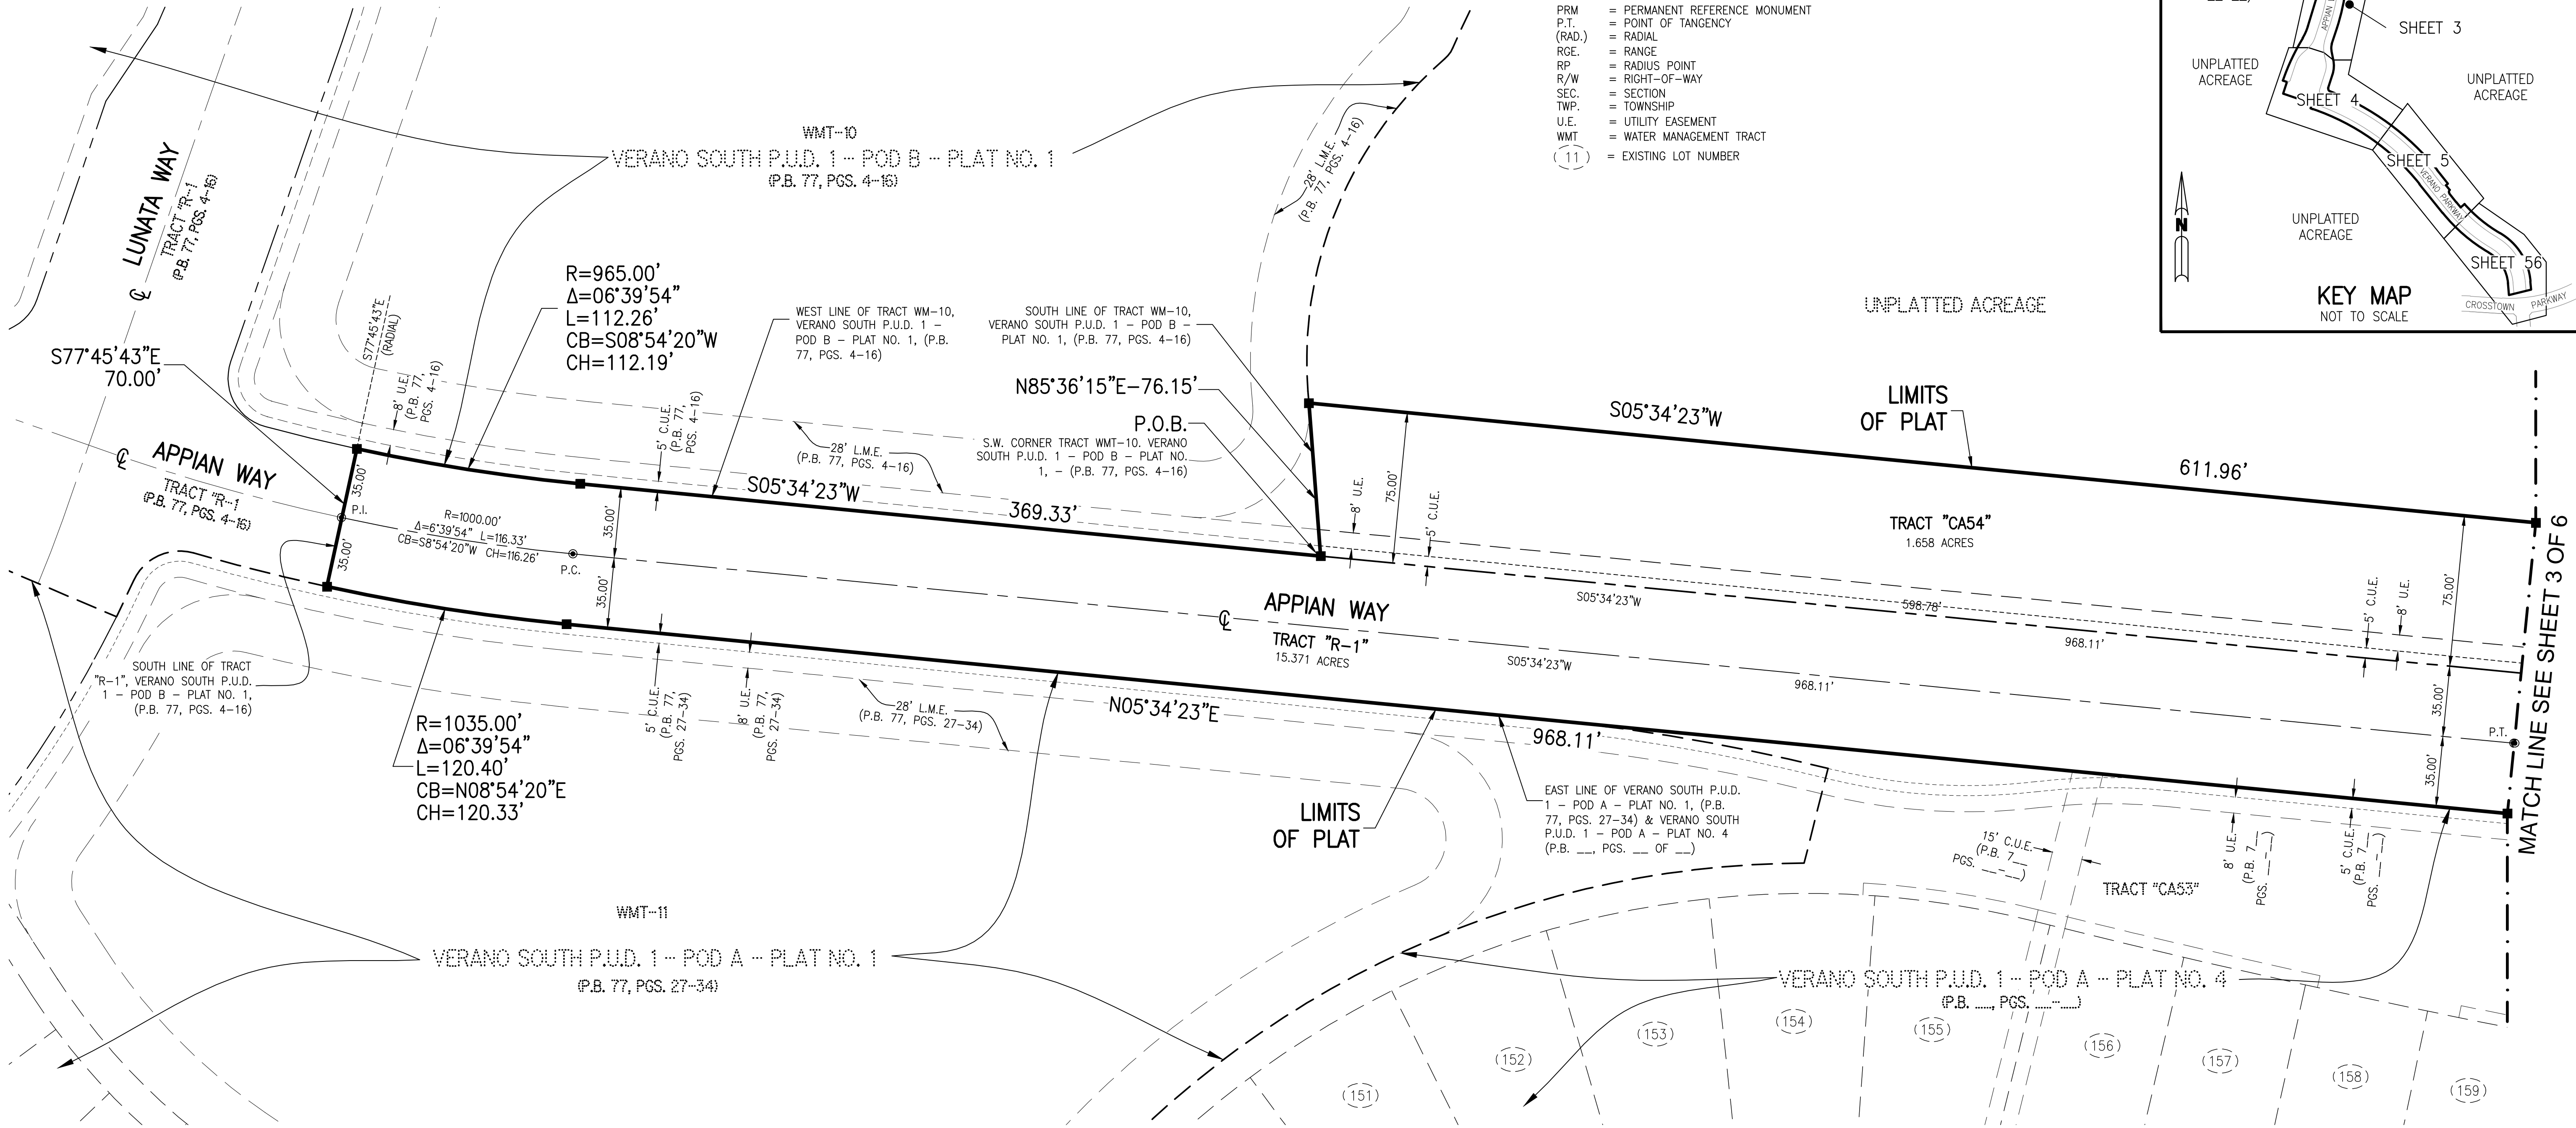 PRM = PERMANENT REFERENCE MONUMENT
P.T. = POINT OF TANGENCY
(RAD.) = RADIAL
RGE. = RANGE
RP = RADIUS POINT
R/W = RIGHT-OF-WAY
SEC. = SECTION
TWP. = TOWNSHIP
U.E. = UTILITY EASEMENT
WMT = WATER MANAGEMENT TRACT
(11) = EXISTING LOT NUMBER
APPIAN
SHEET 3
UNPLATTED
ACREAGE
UNPLATTED
ACREAGE
SHEET 4
SHEET 5
VERANO PARKWAY
UNPLATTED
ACREAGE
SHEET 56
N
KEY MAP
NOT TO SCALE
CROSSTOWN PARKWAY
WMT-10
VERANO SOUTH P.U.D. 1 - POD B - PLAT NO. 1
(P.B. 77, PGS. 4-16)
28' L.M.E.
(P.B. 77, PGS. 4-16)
LUNATA WAY
TRACT "R-1
(P.B. 77, PGS. 4-16)
UNPLATTED ACREAGE
R=965.00'
Δ=06°39'54"
L=112.26'
CB=S08°54'20"W
CH=112.19'
WEST LINE OF TRACT WM-10,
VERANO SOUTH P.U.D. 1 -
POD B - PLAT NO. 1, (P.B.
77, PGS. 4-16)
SOUTH LINE OF TRACT WM-10,
VERANO SOUTH P.U.D. 1 - POD B -
PLAT NO. 1, (P.B. 77, PGS. 4-16)
S77°45'43"E
(RADIAL)
S77°45'43"E
70.00'
8' U.E.
(P.B. 77,
PGS. 4-16)
5' C.U.E.
(P.B. 77,
PGS. 4-16)
N85°36'15"E-76.15'
P.O.B.
S.W. CORNER TRACT WMT-10. VERANO
SOUTH P.U.D. 1 - POD B - PLAT NO.
1, - (P.B. 77, PGS. 4-16)
28' L.M.E.
(P.B. 77, PGS. 4-16)
LIMITS
OF PLAT
S05°34'23"W
611.96'
APPIAN WAY
TRACT "R-1
(P.B. 77, PGS. 4-16)
35.00'
35.00'
P.I.
R=1000.00'
Δ=6°39'54" L=116.33'
CB=S8°54'20"W CH=116.26'
P.C.
S05°34'23"W
369.33'
35.00'
35.00'
75.00'
8' U.E.
5' C.U.E.
TRACT "CA54"
1.658 ACRES
S05°34'23"W
598.78'
968.11'
5' C.U.E.
8' U.E.
75.00'
35.00'
35.00'
P.T.
MATCH LINE SEE SHEET 3 OF 6
APPIAN WAY
TRACT "R-1"
15.371 ACRES
S05°34'23"W
968.11'
SOUTH LINE OF TRACT
"R-1", VERANO SOUTH P.U.D.
1 - POD B - PLAT NO. 1,
(P.B. 77, PGS. 4-16)
R=1035.00'
Δ=06°39'54"
L=120.40'
CB=N08°54'20"E
CH=120.33'
5' C.U.E.
(P.B. 77,
PGS. 27-34)
8' U.E.
(P.B. 77,
PGS. 27-34)
28' L.M.E.
(P.B. 77, PGS. 27-34)
N05°34'23"E
968.11'
LIMITS
OF PLAT
EAST LINE OF VERANO SOUTH P.U.D.
1 - POD A - PLAT NO. 1, (P.B.
77, PGS. 27-34) & VERANO SOUTH
P.U.D. 1 - POD A - PLAT NO. 4
(P.B. __, PGS. __ OF __)
15' C.U.E.
(P.B. 7__
PGS. __-__)
TRACT "CA53"
8' U.E.
(P.B. 7__
PGS. __-__)
5' C.U.E.
(P.B. 7__
PGS. __-__)
WMT-11
VERANO SOUTH P.U.D. 1 - POD A - PLAT NO. 1
(P.B. 77, PGS. 27-34)
VERANO SOUTH P.U.D. 1 - POD A - PLAT NO. 4
(P.B. __, PGS. __-__)
(151)
(152)
(153)
(154)
(155)
(156)
(157)
(158)
(159)